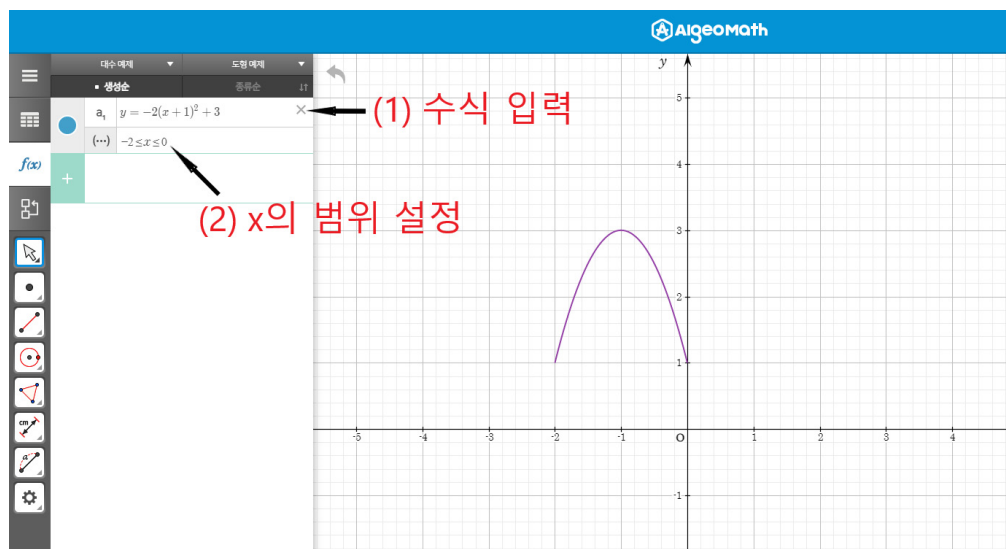 AlgeoMath
대수 예제 ▼ 도형 예제 ▼
▪ 생성순 종류순 ↓↑
a₁ y = −2(x + 1)² + 3 ×
(1) 수식 입력
(···) −2 ≤ x ≤ 0
f(x)
+
(2) x의 범위 설정
cm
a
y
5
4
3
2
1
-5 -4 -3 -2 -1 O 1 2 3 4
-1